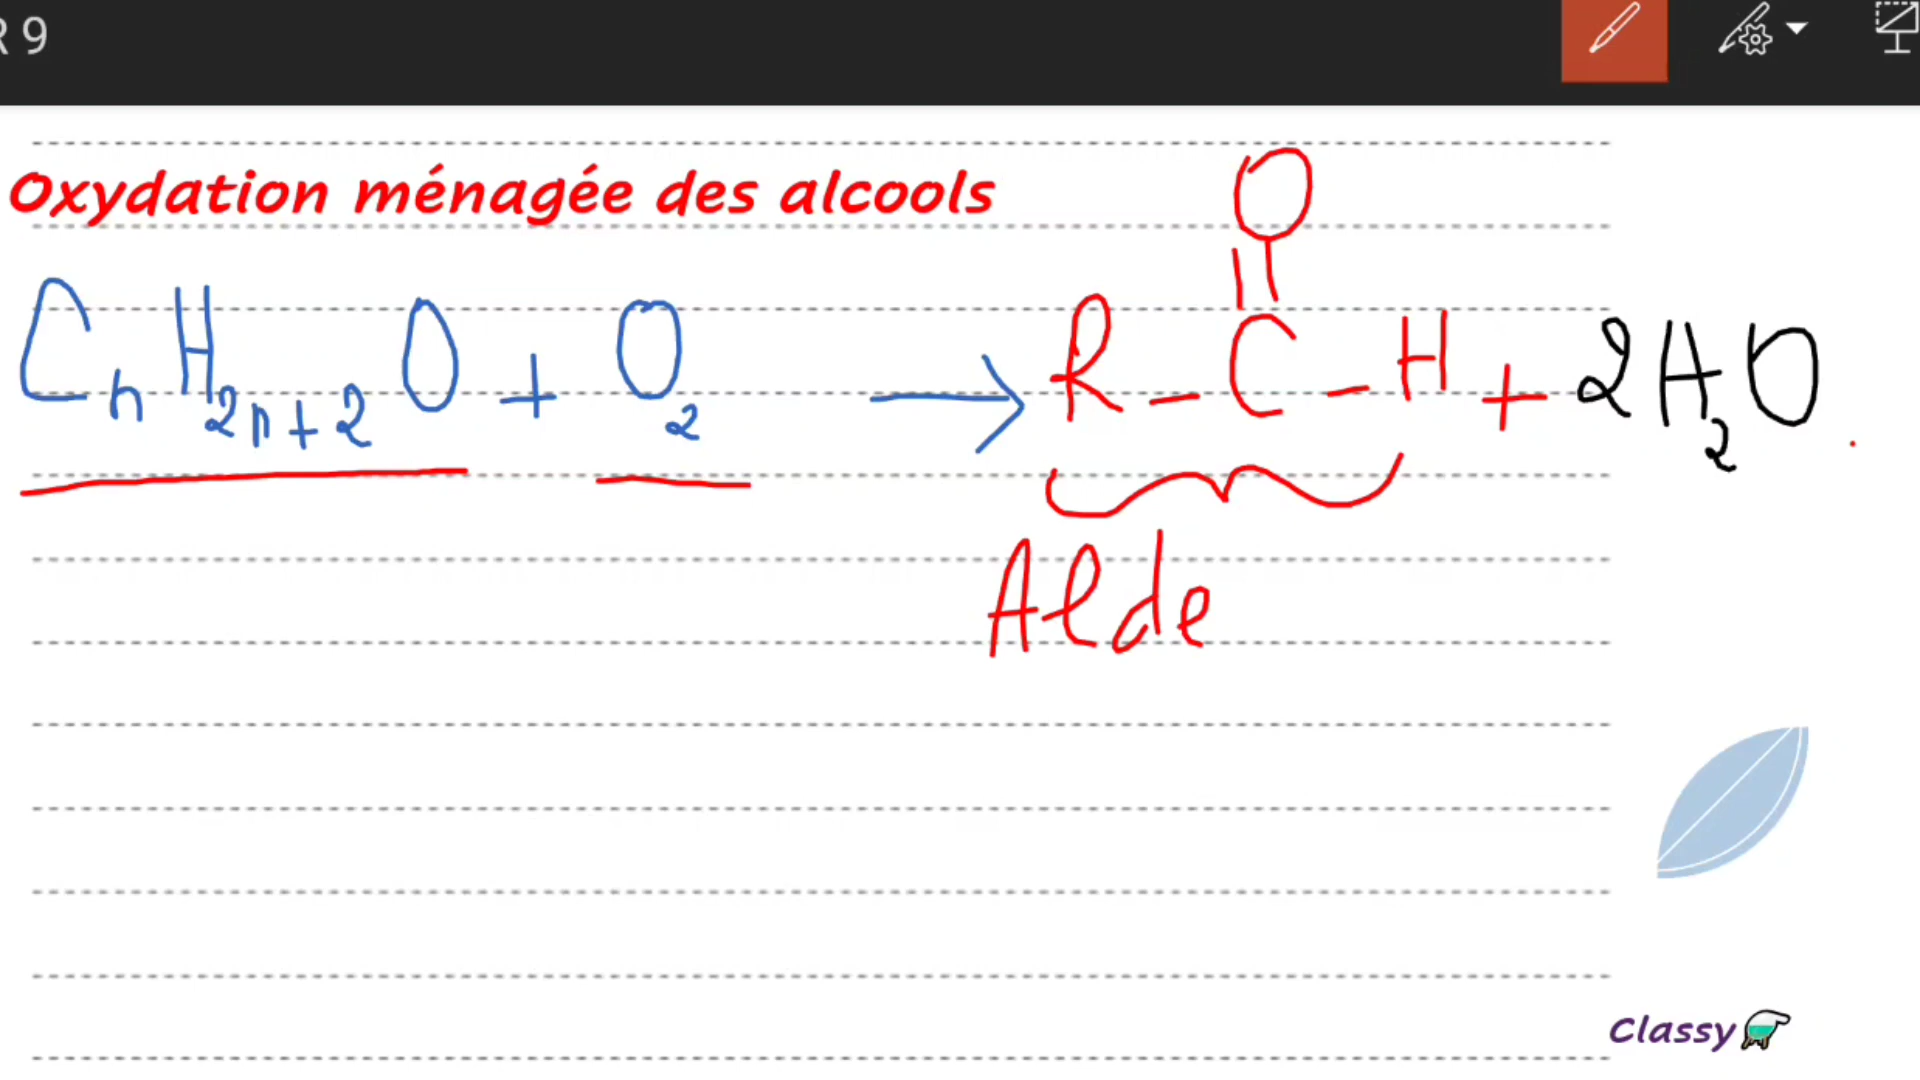 R 9
Oxydation ménagée des alcools
O
CnH2n+2O + O2 → R - C - H + 2H2O
Alde
Classy